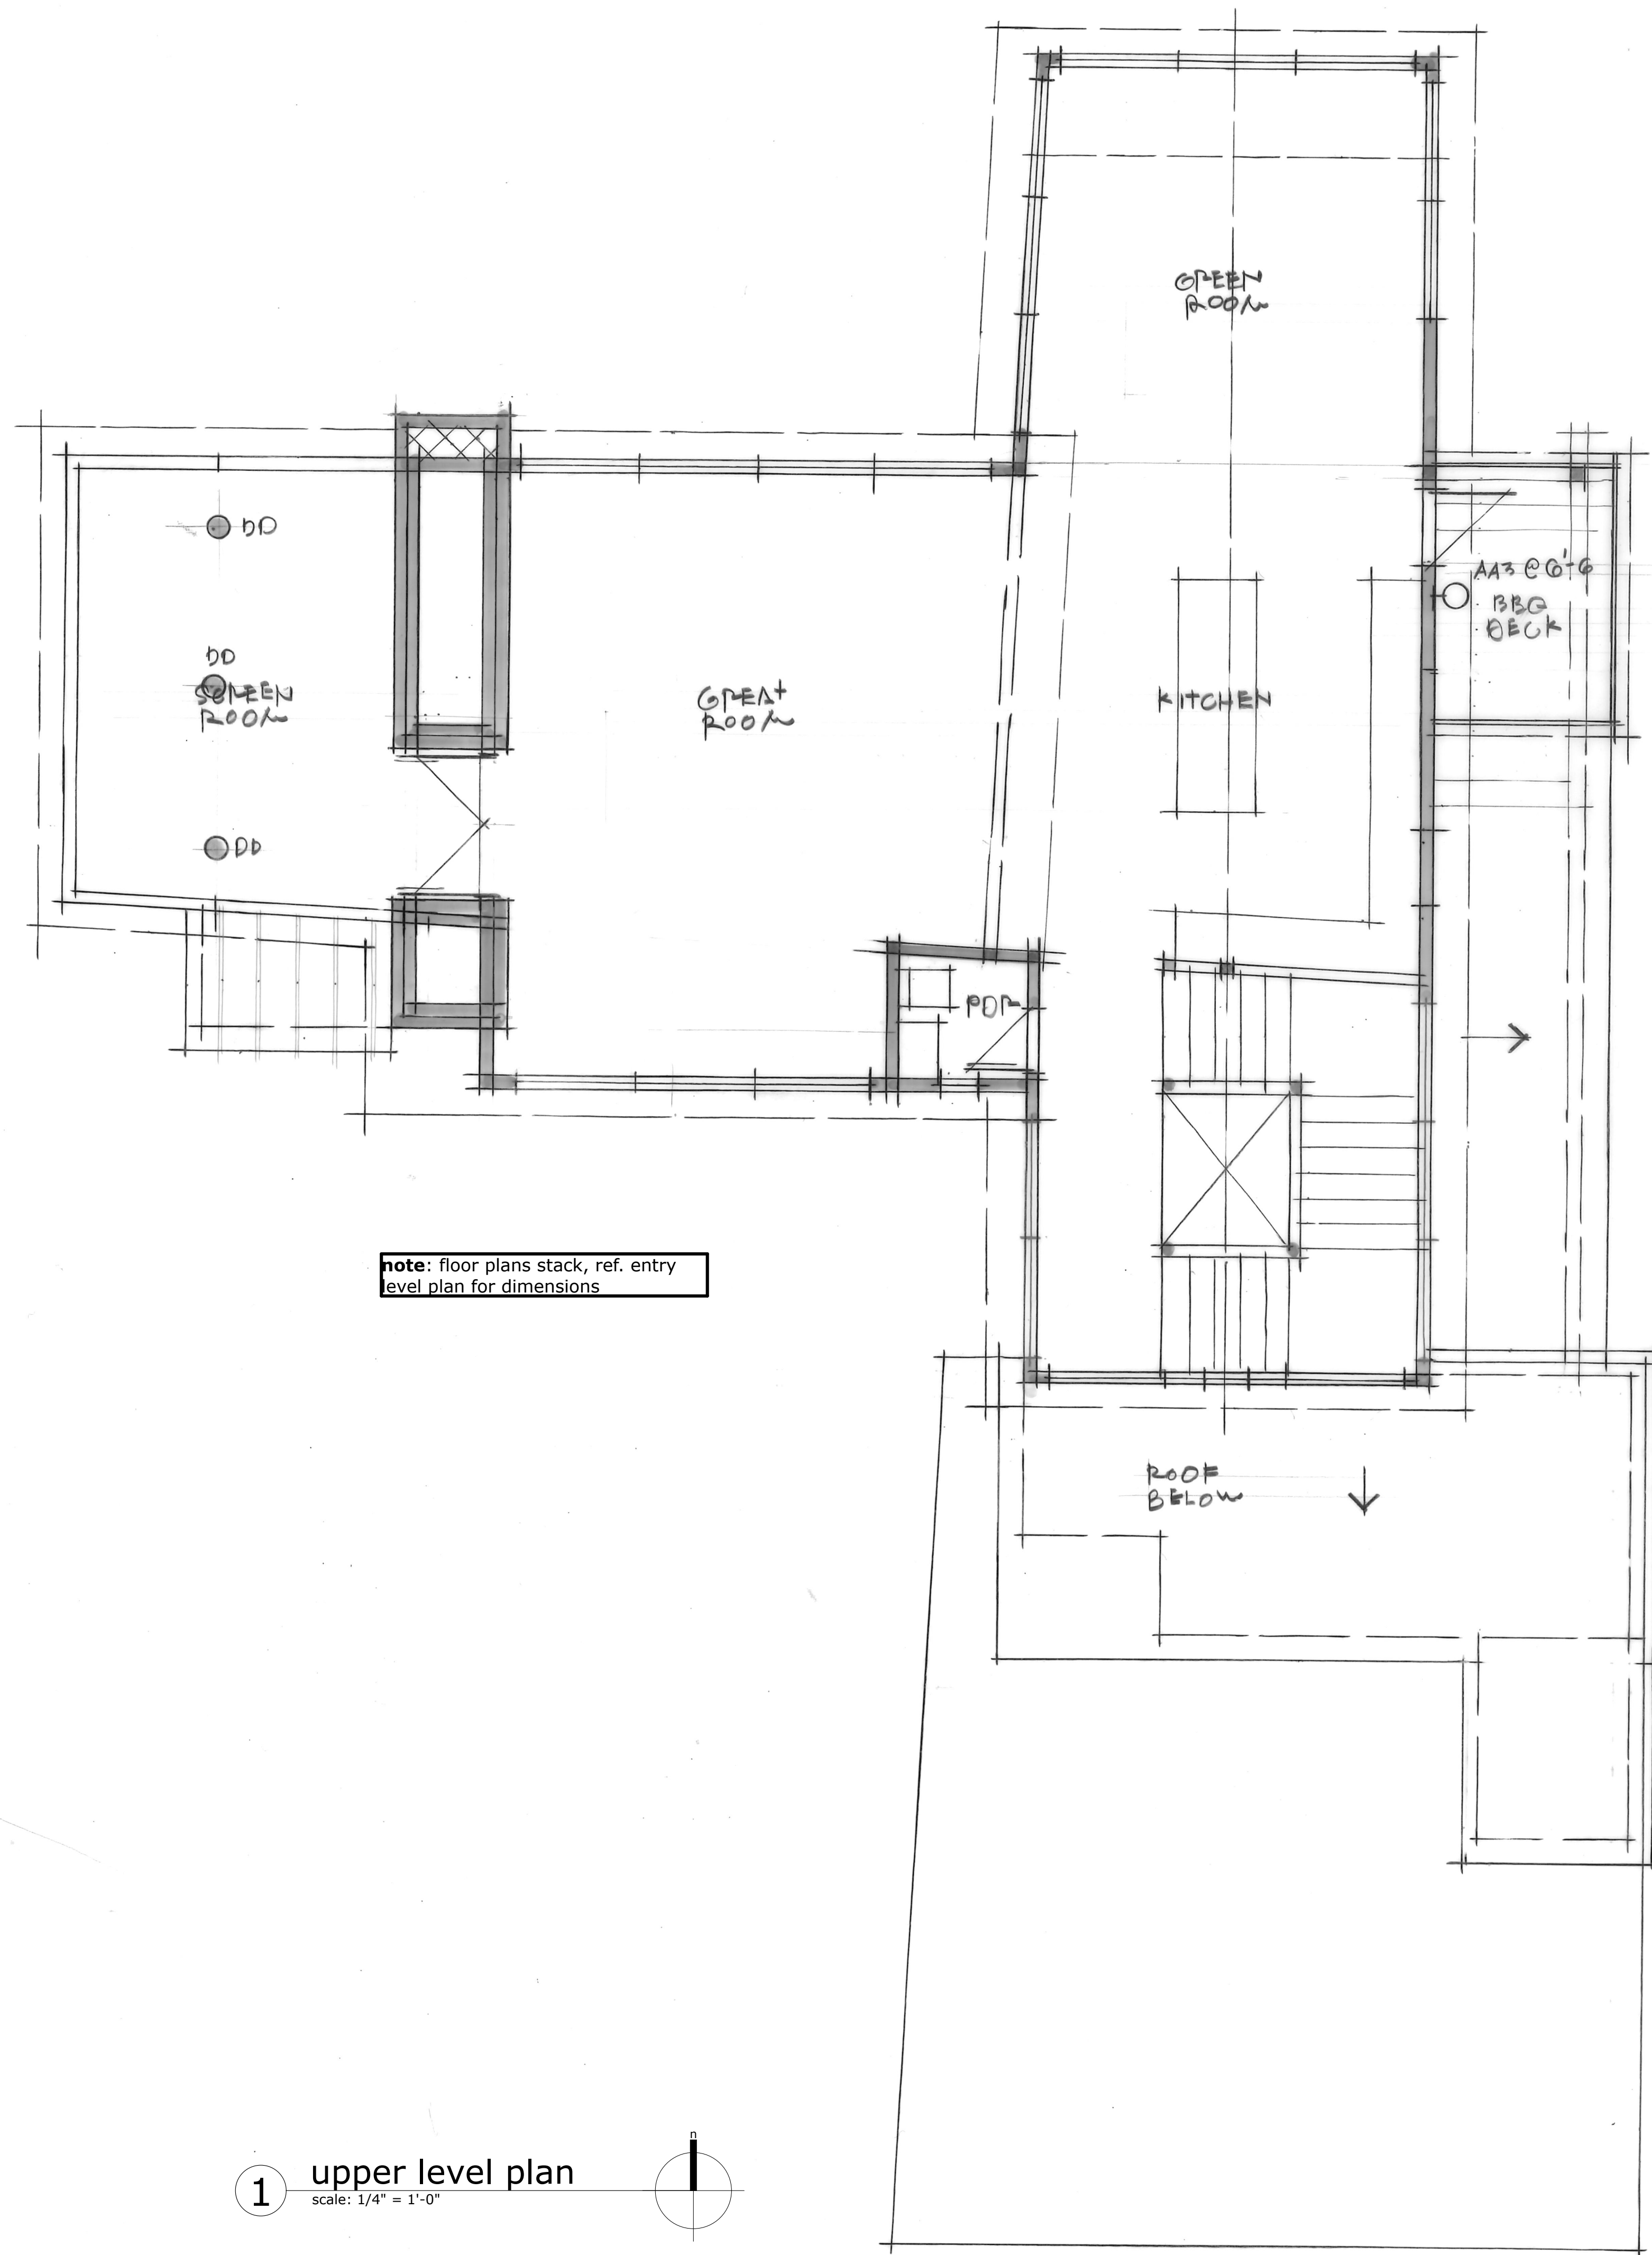 GREEN
ROOM
DD
AA3 @ 6'-6
BBQ
DECK
DD
SCREEN
ROOM
GREAT
ROOM
KITCHEN
DD
PDR
note: floor plans stack, ref. entry
level plan for dimensions
ROOF
BELOW
n
1
upper level plan
scale: 1/4" = 1'-0"